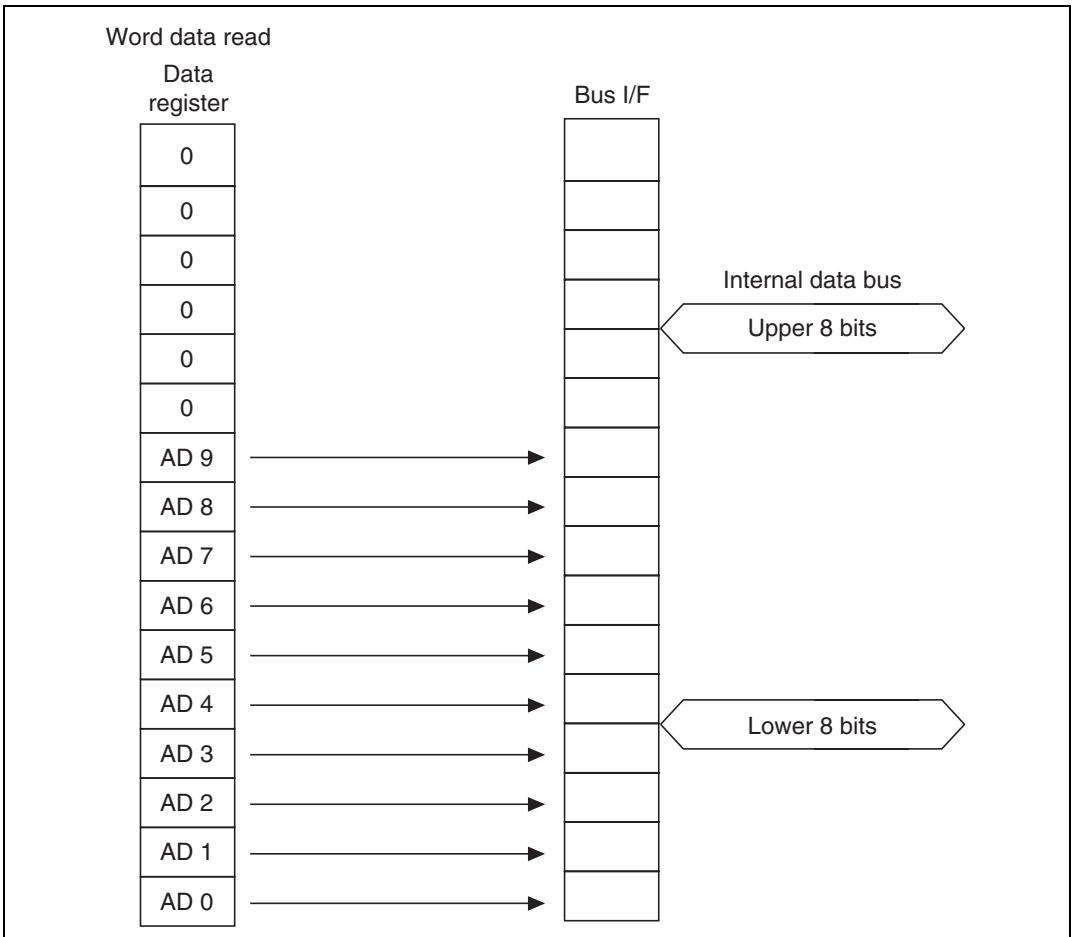 Word data read
Data
register
Bus I/F
0
0
0
0
0
0
AD 9
AD 8
AD 7
AD 6
AD 5
AD 4
AD 3
AD 2
AD 1
AD 0
Internal data bus
Upper 8 bits
Lower 8 bits